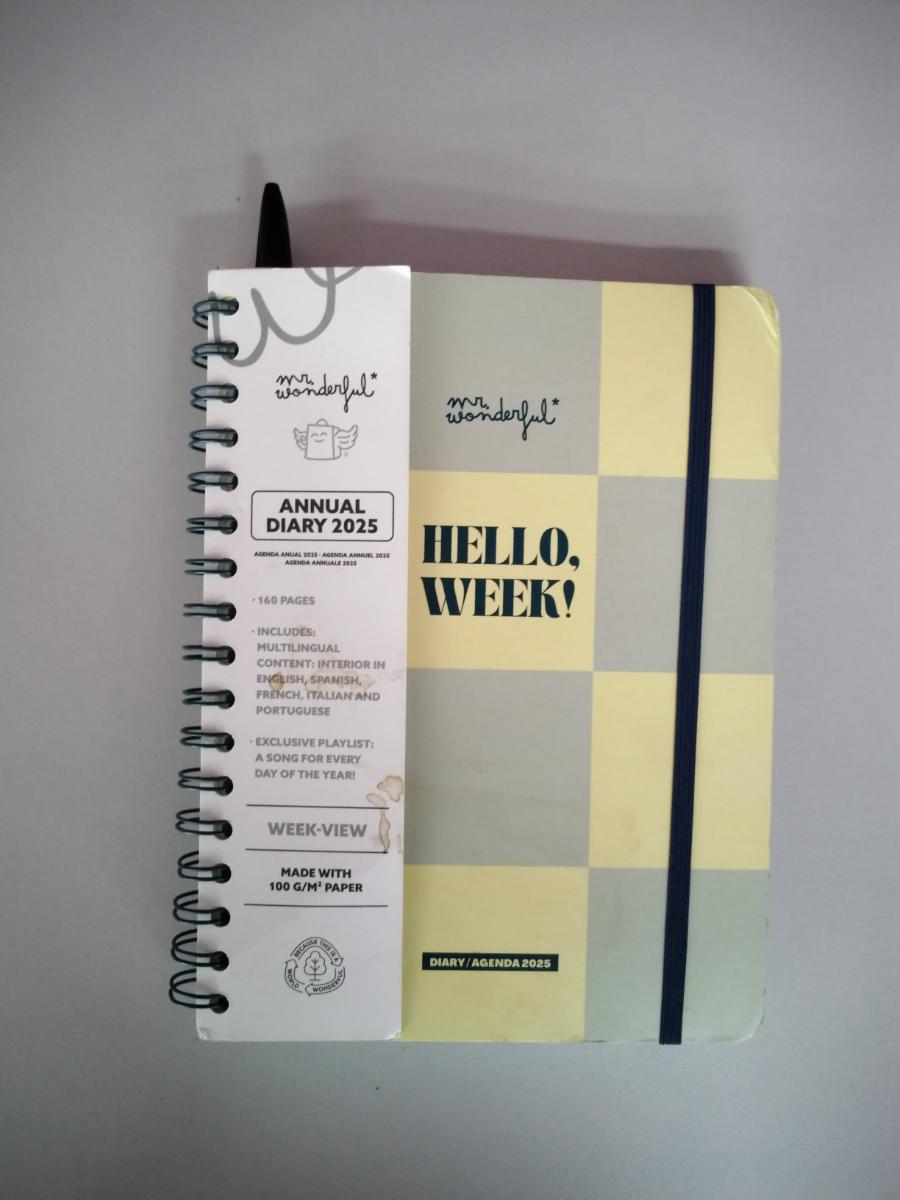 mr.
wonderful*
ANNUAL
DIARY 2025
AGENDA ANUAL 2025 · AGENDA ANNUEL 2025
AGENDA ANNUALE 2025
· 160 PAGES
· INCLUDES:
MULTILINGUAL
CONTENT: INTERIOR IN
ENGLISH, SPANISH,
FRENCH, ITALIAN AND
PORTUGUESE
· EXCLUSIVE PLAYLIST:
A SONG FOR EVERY
DAY OF THE YEAR!
WEEK-VIEW
MADE WITH
100 G/M² PAPER
BECAUSE THIS IS A
WONDERFUL
WORLD
mr.
wonderful*
HELLO,
WEEK!
DIARY/AGENDA 2025